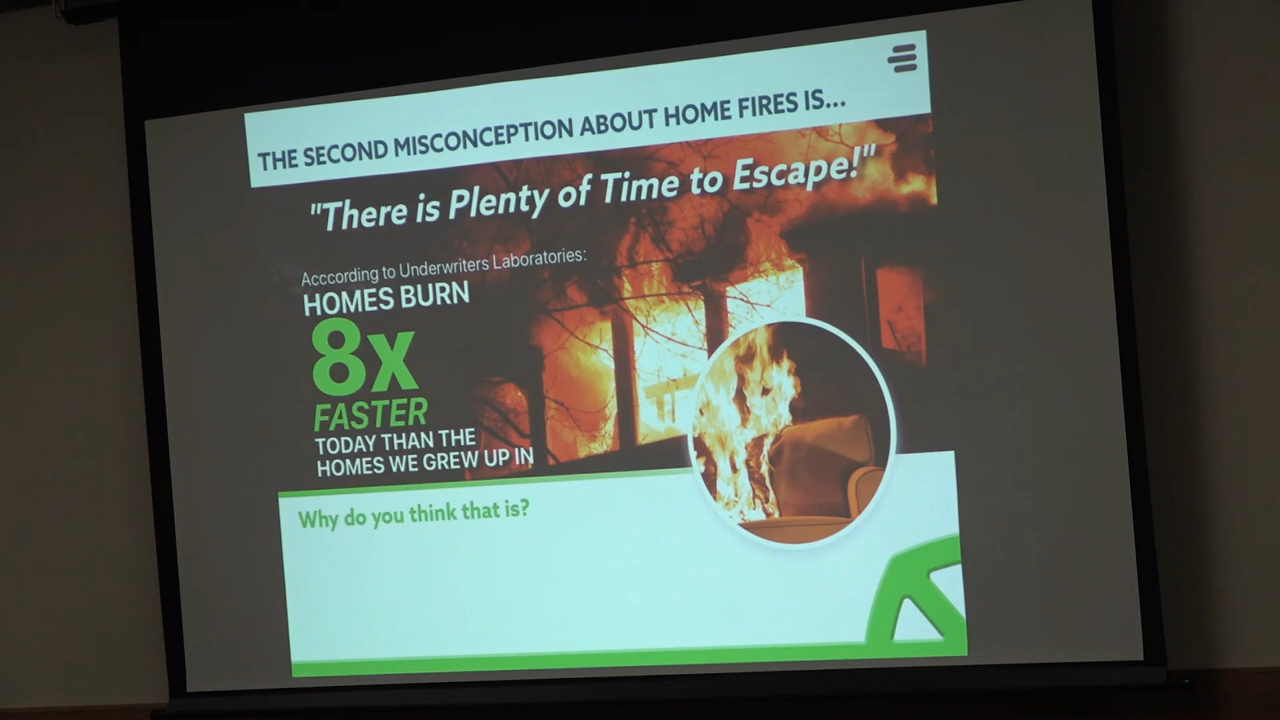 THE SECOND MISCONCEPTION ABOUT HOME FIRES IS...
"There is Plenty of Time to Escape!"
Acccording to Underwriters Laboratories:
HOMES BURN
8x
FASTER
TODAY THAN THE
HOMES WE GREW UP IN
Why do you think that is?